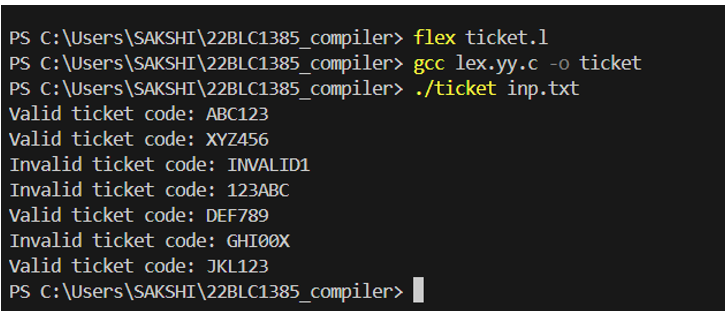 PS C:\Users\SAKSHI\22BLC1385_compiler> flex ticket.l
PS C:\Users\SAKSHI\22BLC1385_compiler> gcc lex.yy.c -o ticket
PS C:\Users\SAKSHI\22BLC1385_compiler> ./ticket inp.txt
Valid ticket code: ABC123
Valid ticket code: XYZ456
Invalid ticket code: INVALID1
Invalid ticket code: 123ABC
Valid ticket code: DEF789
Invalid ticket code: GHI00X
Valid ticket code: JKL123
PS C:\Users\SAKSHI\22BLC1385_compiler>